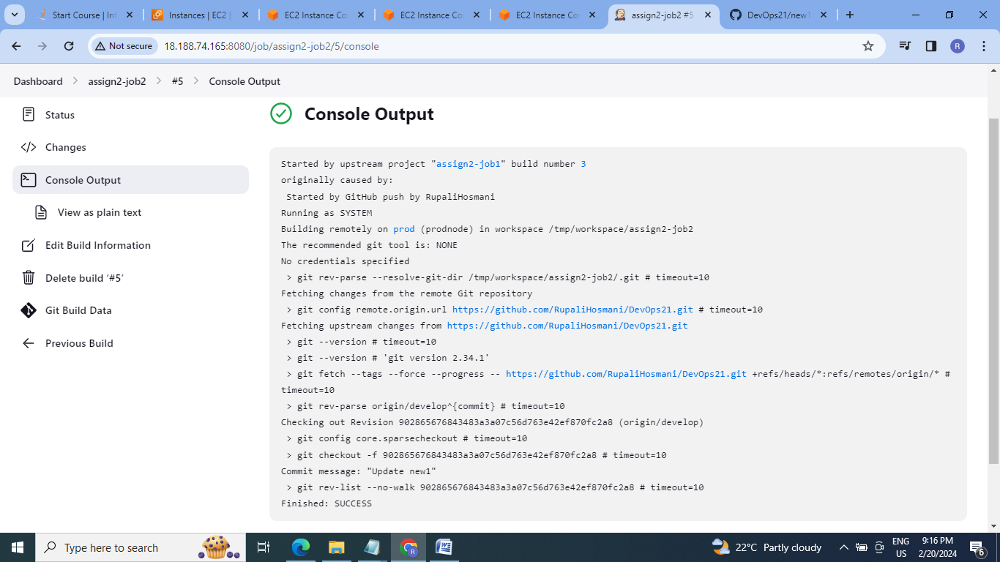 Start Course | Int
Instances | EC2 |
EC2 Instance Co
EC2 Instance Co
EC2 Instance Co
assign2-job2 #5
DevOps21/new1
Not secure
18.188.74.165:8080/job/assign2-job2/5/console
R
Dashboard
assign2-job2
#5
Console Output
Status
Changes
Console Output
View as plain text
Edit Build Information
Delete build ‘#5’
Git Build Data
Previous Build
Console Output
Started by upstream project "assign2-job1" build number 3
originally caused by:
Started by GitHub push by RupaliHosmani
Running as SYSTEM
Building remotely on prod (prodnode) in workspace /tmp/workspace/assign2-job2
The recommended git tool is: NONE
No credentials specified
> git rev-parse --resolve-git-dir /tmp/workspace/assign2-job2/.git # timeout=10
Fetching changes from the remote Git repository
> git config remote.origin.url https://github.com/RupaliHosmani/DevOps21.git # timeout=10
Fetching upstream changes from https://github.com/RupaliHosmani/DevOps21.git
> git --version # timeout=10
> git --version # 'git version 2.34.1'
> git fetch --tags --force --progress -- https://github.com/RupaliHosmani/DevOps21.git +refs/heads/*:refs/remotes/origin/* #
timeout=10
> git rev-parse origin/develop^{commit} # timeout=10
Checking out Revision 902865676843483a3a07c56d763e42ef870fc2a8 (origin/develop)
> git config core.sparsecheckout # timeout=10
> git checkout -f 902865676843483a3a07c56d763e42ef870fc2a8 # timeout=10
Commit message: "Update new1"
> git rev-list --no-walk 902865676843483a3a07c56d763e42ef870fc2a8 # timeout=10
Finished: SUCCESS
Type here to search
R
22°C Partly cloudy
ENG
US
9:16 PM
2/20/2024
6